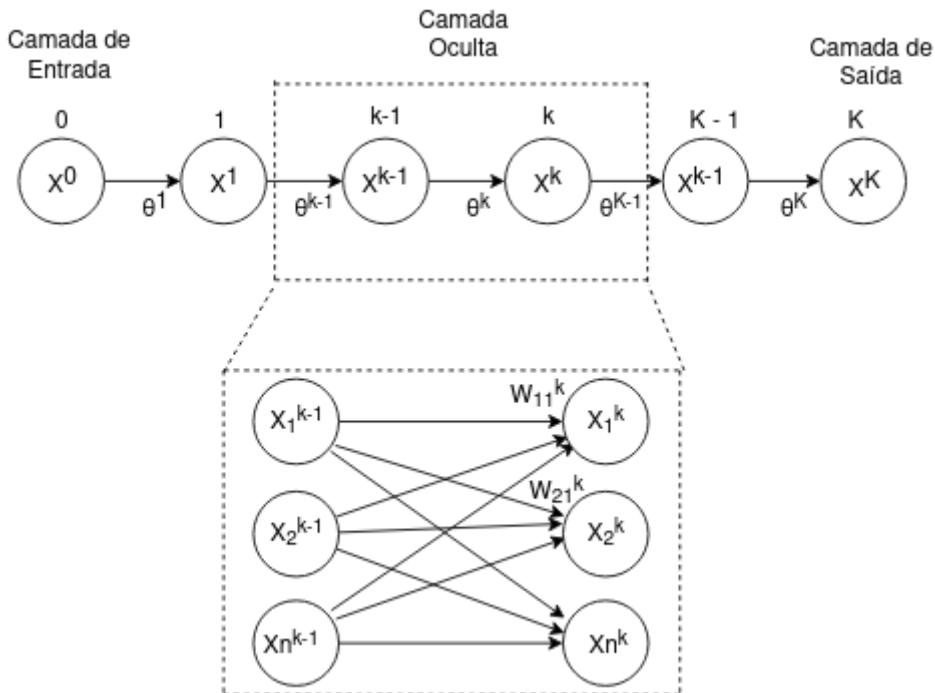 Camada de
Entrada
Camada
Oculta
Camada de
Saída
0
1
k-1
k
K - 1
K
X⁰
X¹
Xᵏ⁻¹
Xᵏ
Xᵏ⁻¹
Xᴷ
θ¹
θᵏ⁻¹
θᵏ
θᴷ⁻¹
θᴷ
W₁₁ᵏ
X₁ᵏ⁻¹
X₁ᵏ
W₂₁ᵏ
X₂ᵏ⁻¹
X₂ᵏ
Xnᵏ⁻¹
Xnᵏ